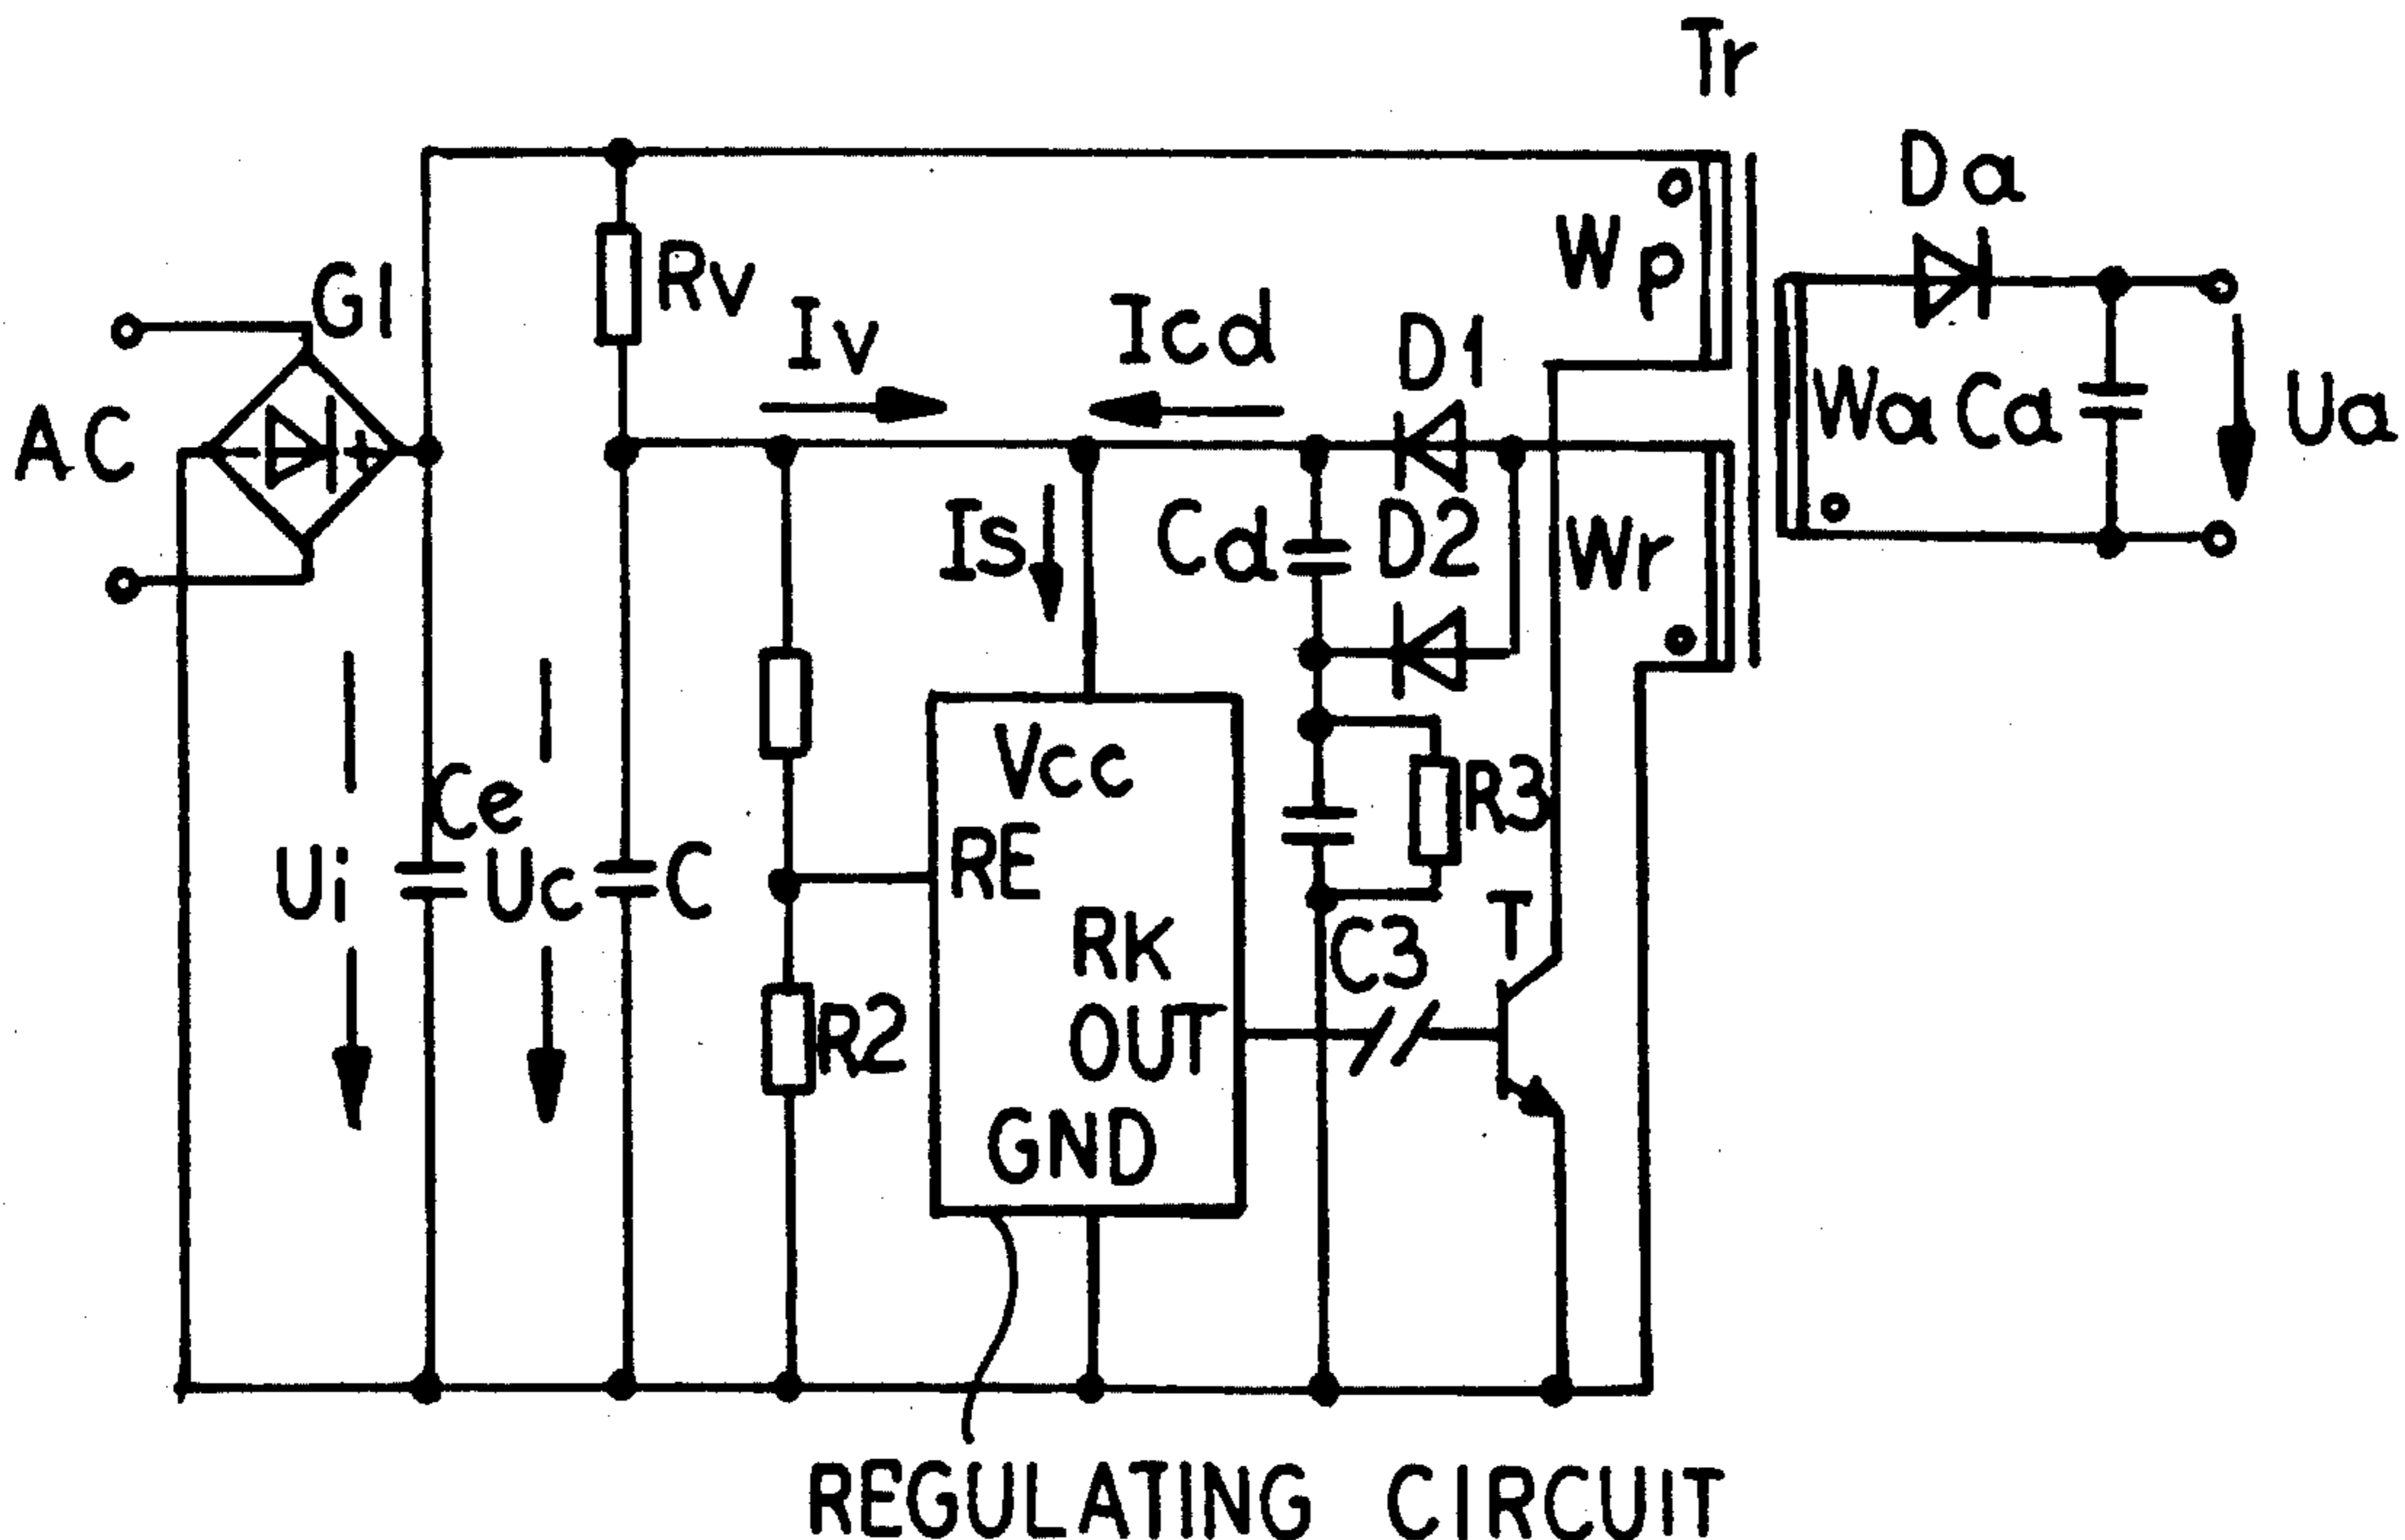 Tr
Da
Gl
Rv
Iv
Icd
D1
Wp
AC
Wa
Ca
Ua
Is
Cd
D2
Wr
Vcc
RE
R3
Ui
Ce
Uc
C
RK
C3
T
R2
OUT
GND
REGULATING CIRCUIT